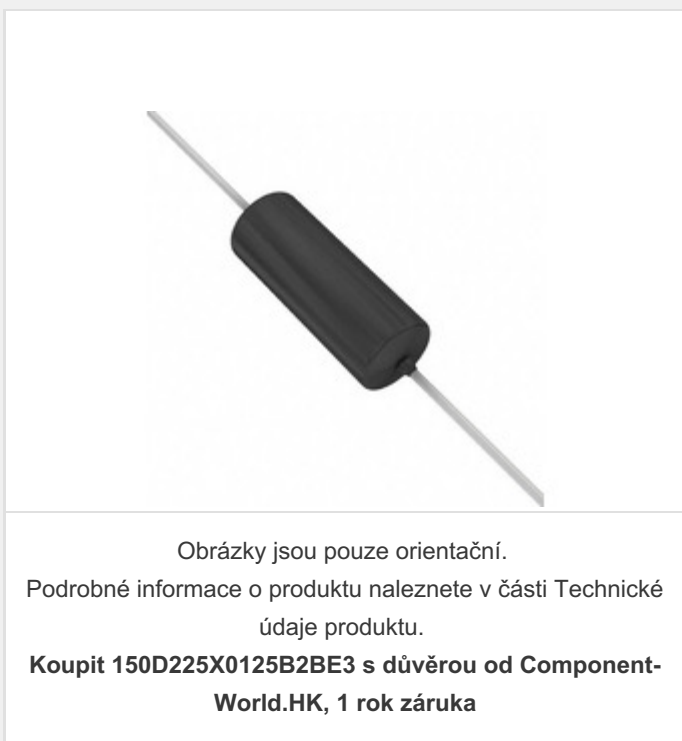 Obrázky jsou pouze orientační.
Podrobné informace o produktu naleznete v části Technické
údaje produktu.
Koupit 150D225X0125B2BE3 s důvěrou od Component-
World.HK, 1 rok záruka